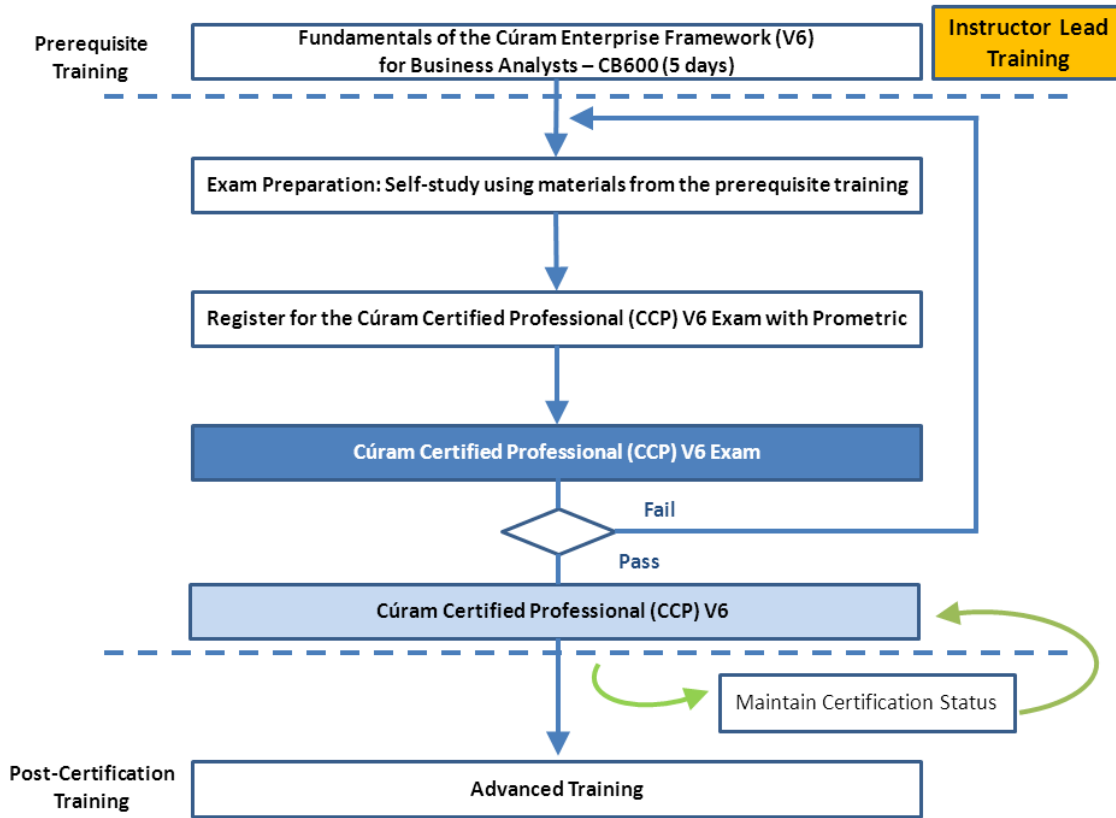 Prerequisite
Training
Fundamentals of the Cúram Enterprise Framework (V6)
for Business Analysts – CB600 (5 days)
Instructor Lead
Training
Exam Preparation: Self-study using materials from the prerequisite training
Register for the Cúram Certified Professional (CCP) V6 Exam with Prometric
Cúram Certified Professional (CCP) V6 Exam
Fail
Pass
Cúram Certified Professional (CCP) V6
Maintain Certification Status
Post-Certification
Training
Advanced Training